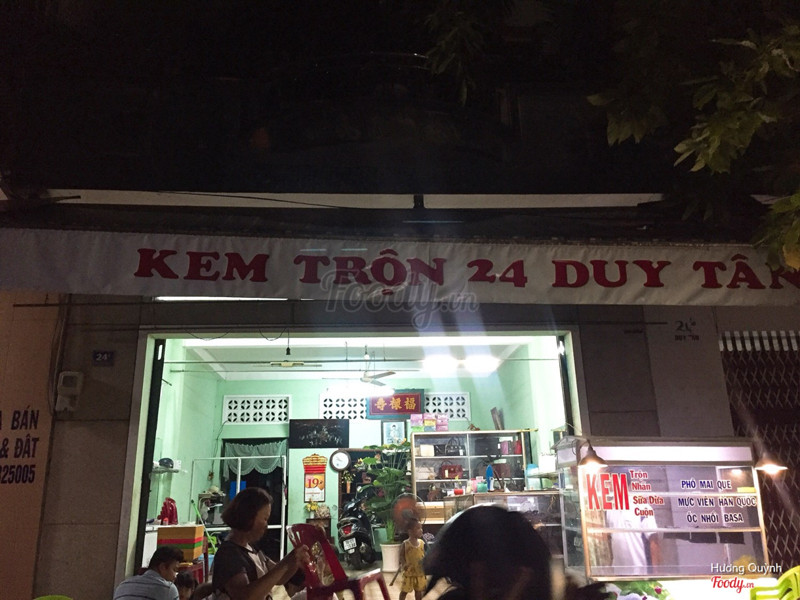 KEM TRỘN 24 DUY TÂN
Foody.vn
24
BÁN
& ĐẤT
325005
壽祿福
19
KEM
Trộn
Nhãn
Sữa Dừa
Cuộn
PHÔ MAI QUE
MỰC VIÊN HÀN QUỐC
ỐC NHỒI BASA
Hương Quỳnh
Foody.vn